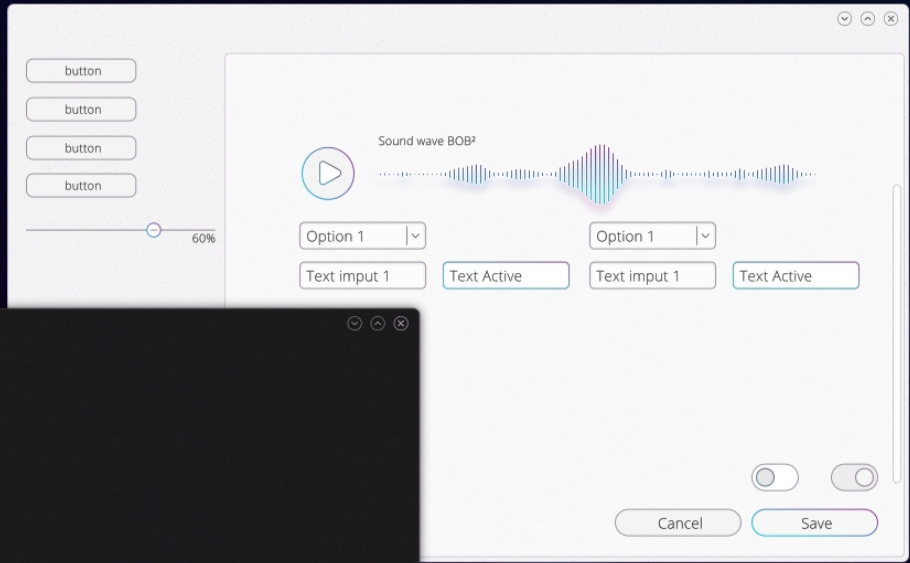 button
button
button
button
60%
Sound wave BOB²
Option 1
Option 1
Text imput 1
Text Active
Text imput 1
Text Active
Cancel
Save